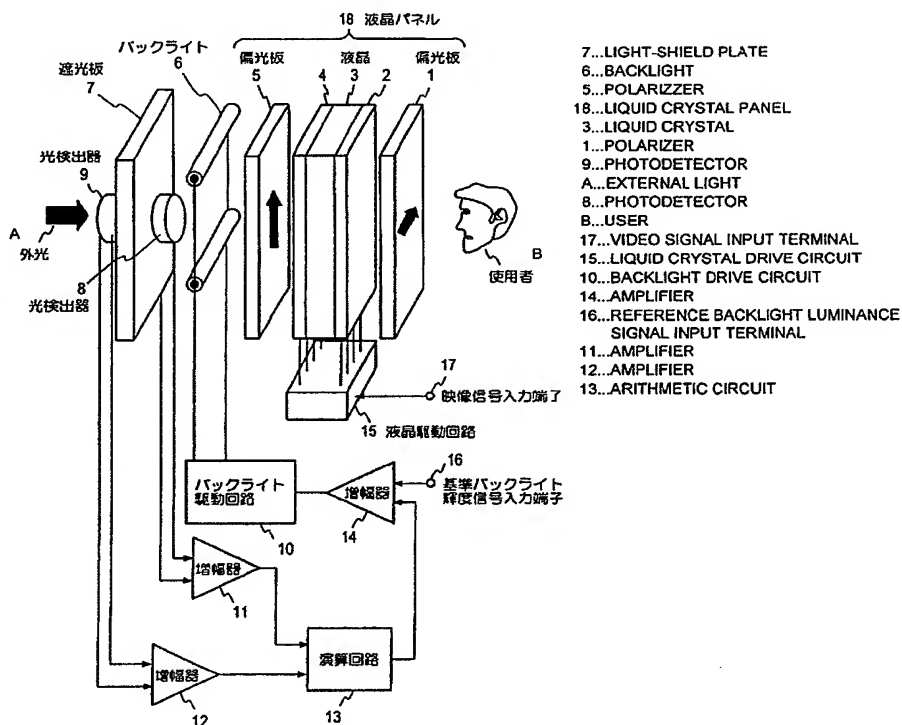 18 液晶パネル
バックライト
6
遮光板
7
偏光板
5
液晶
4 3 2
偏光板
1
光検出器
9
A
外光
8
光検出器
B
使用者
17
映像信号入力端子
15 液晶駆動回路
16
基準バックライト
輝度信号入力端子
バックライト
駆動回路
10
増幅器
14
増幅器
11
増幅器
12
演算回路
13
7...LIGHT-SHIELD PLATE
6...BACKLIGHT
5...POLARIZZER
18...LIQUID CRYSTAL PANEL
3...LIQUID CRYSTAL
1...POLARIZER
9...PHOTODETECTOR
A...EXTERNAL LIGHT
8...PHOTODETECTOR
B...USER
17...VIDEO SIGNAL INPUT TERMINAL
15...LIQUID CRYSTAL DRIVE CIRCUIT
10...BACKLIGHT DRIVE CIRCUIT
14...AMPLIFIER
16...REFERENCE BACKLIGHT LUMINANCE
SIGNAL INPUT TERMINAL
11...AMPLIFIER
12...AMPLIFIER
13...ARITHMETIC CIRCUIT